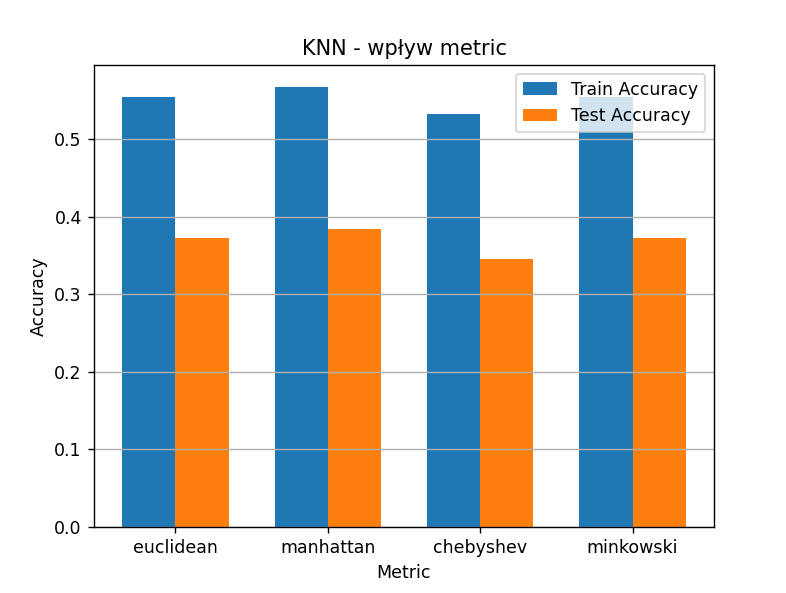 KNN - wpływ metric
Train Accuracy
Test Accuracy
0.5
0.4
0.3
0.2
0.1
0.0
Accuracy
euclidean manhattan chebyshev minkowski
Metric